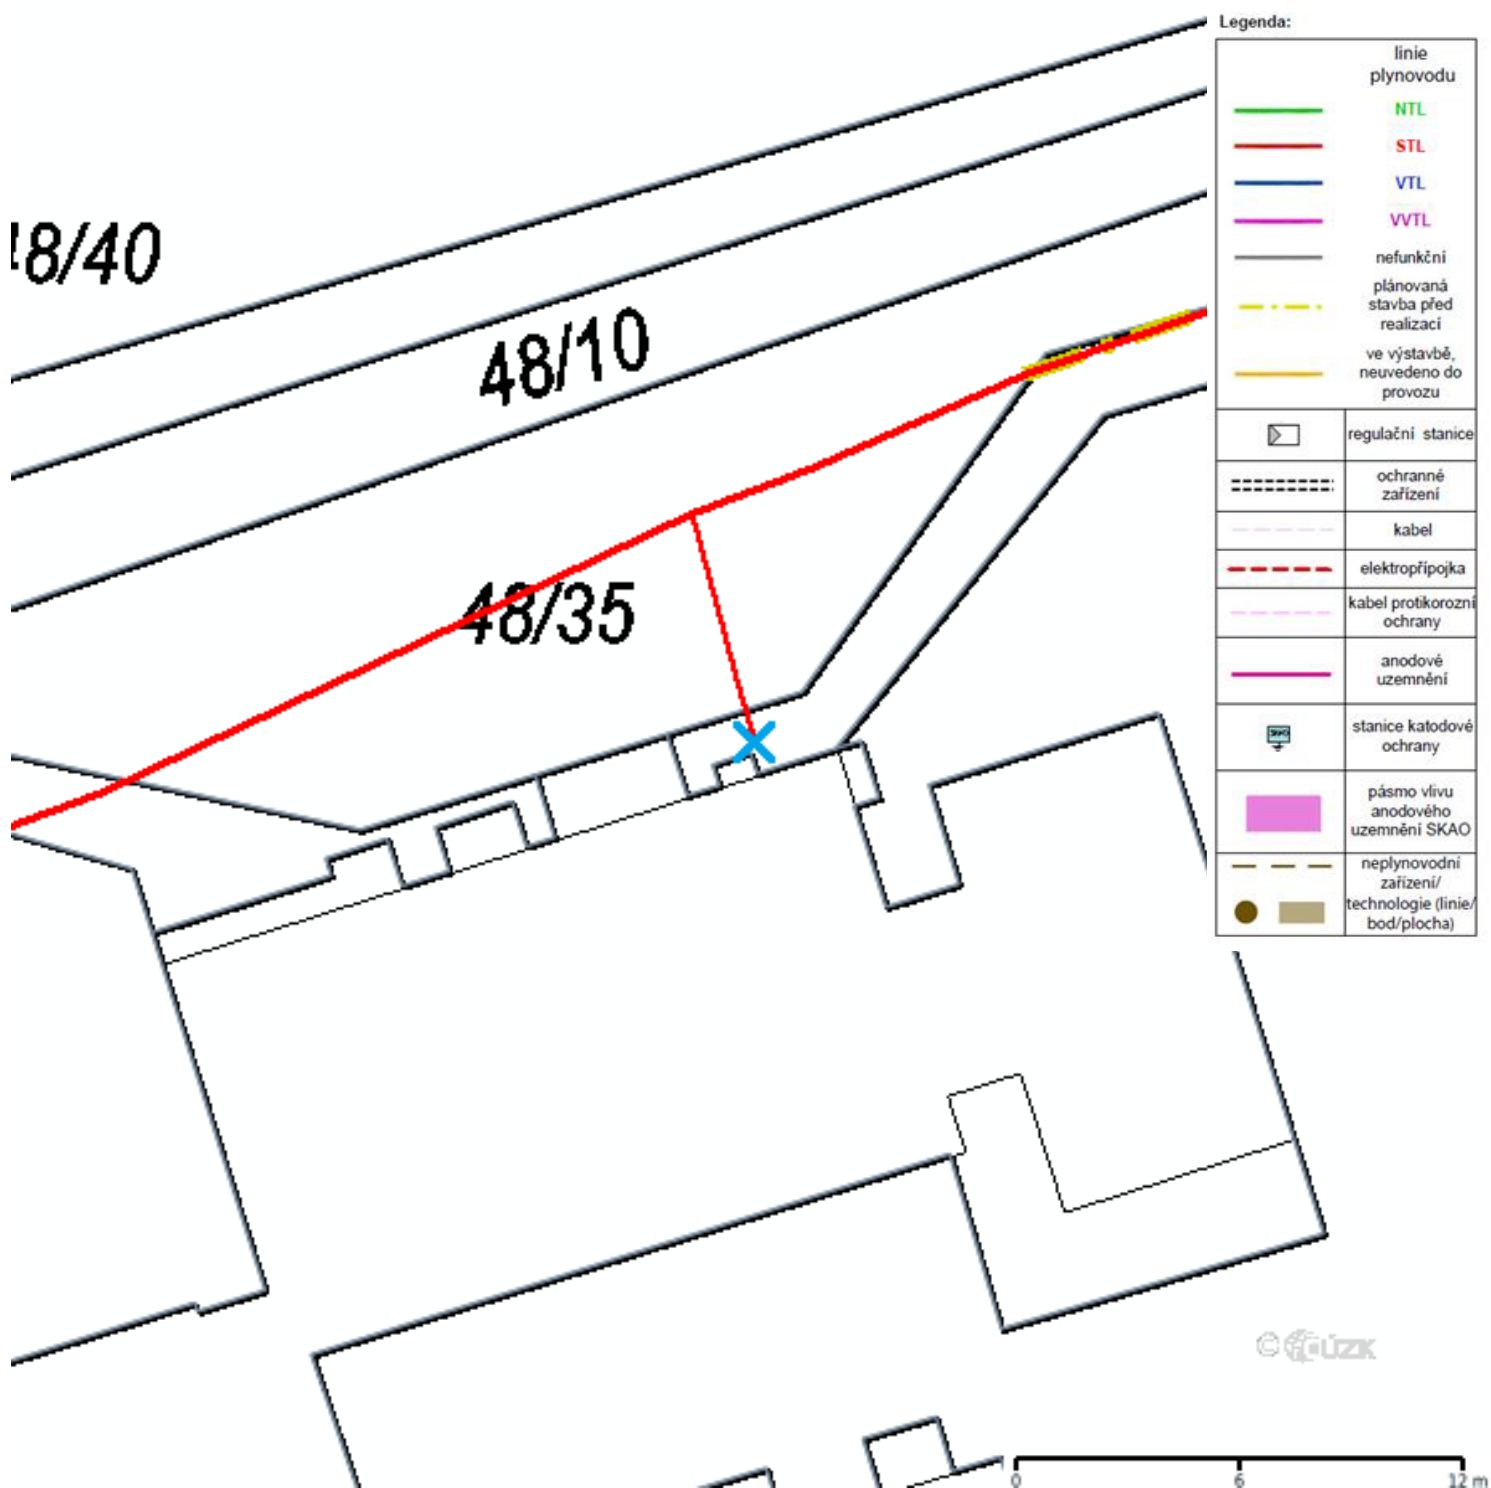 Legenda:
linie
plynovodu
NTL
STL
VTL
VVTL
nefunkční
plánovaná
stavba před
realizací
ve výstavbě,
neuvedeno do
provozu
regulační stanice
ochranné
zařízení
kabel
elektropřípojka
kabel protikorozní
ochrany
anodové
uzemnění
stanice katodové
ochrany
pásmo vlivu
anodového
uzemnění SKAO
neplynovodní
zařízení/
technologie (linie/
bod/plocha)
8/40
48/10
48/35
© ČÚZK
0 6 12 m